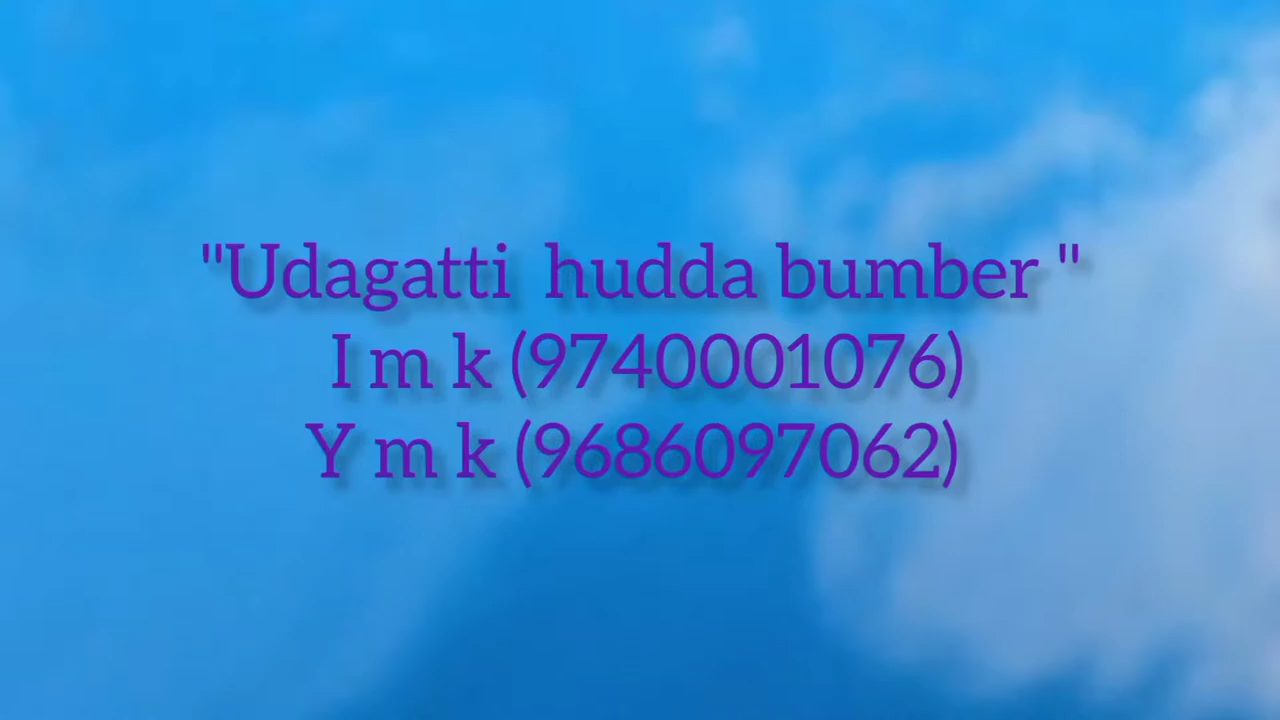 "Udagatti hudda bumber "
I m k (9740001076)
Y m k (9686097062)